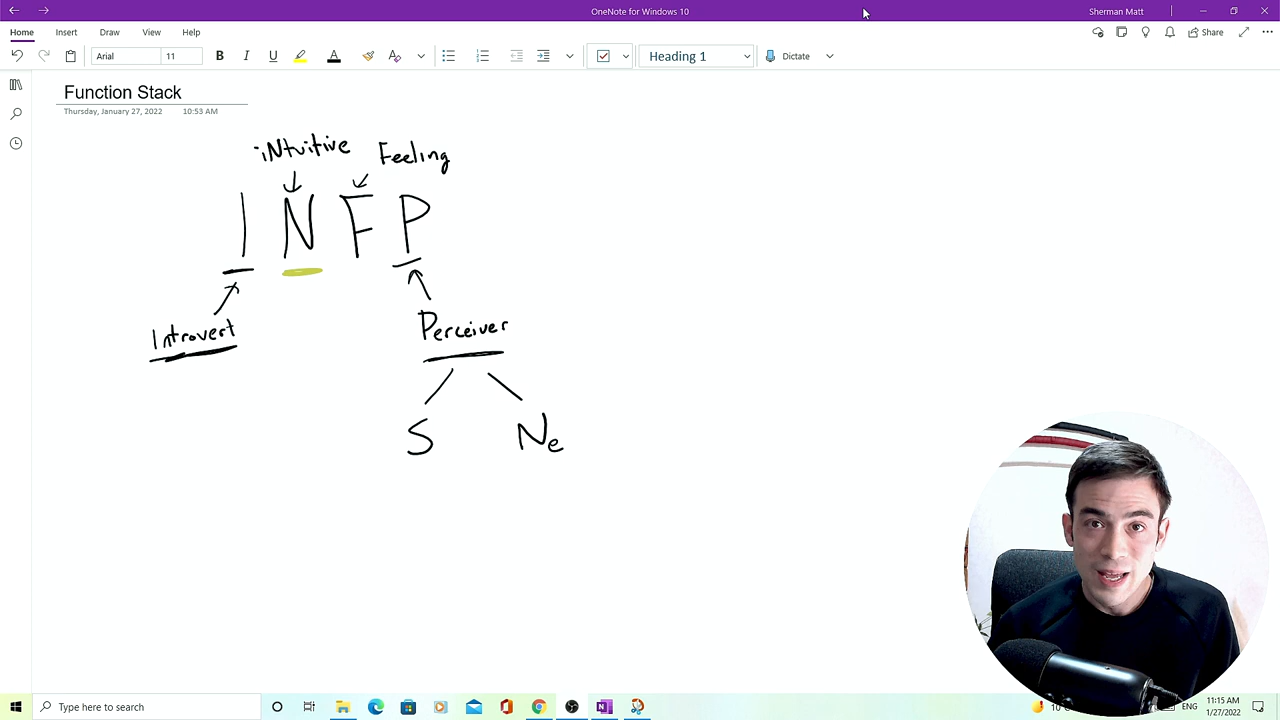 OneNote for Windows 10
Sherman Matt
Home Insert Draw View Help
Share
Arial 11 B I U A Heading 1 Dictate
Function Stack
Thursday, January 27, 2022 10:53 AM
iNtuitive Feeling
I N F P
Introvert Perceiver
S Ne
Type here to search
ENG
11:15 AM
1/27/2022